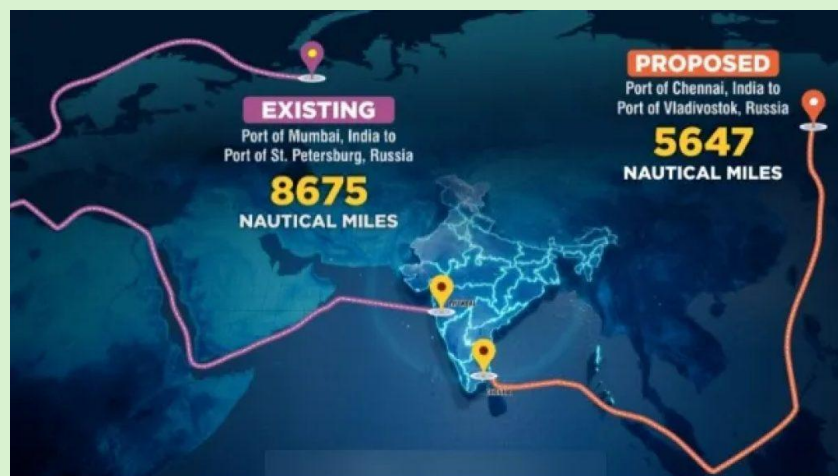 EXISTING
Port of Mumbai, India to
Port of St. Petersburg, Russia
8675
NAUTICAL MILES
PROPOSED
Port of Chennai, India to
Port of Vladivostok, Russia
5647
NAUTICAL MILES